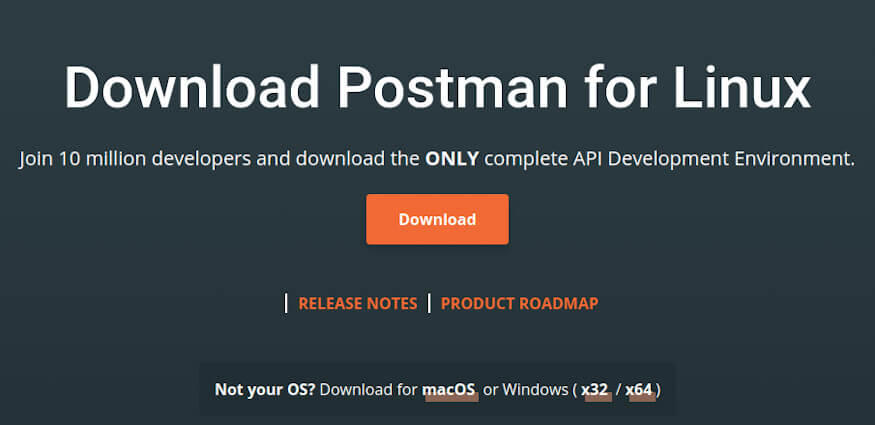 Download Postman for Linux
Join 10 million developers and download the ONLY complete API Development Environment.
Download
| RELEASE NOTES | PRODUCT ROADMAP
Not your OS? Download for macOS or Windows ( x32 / x64 )